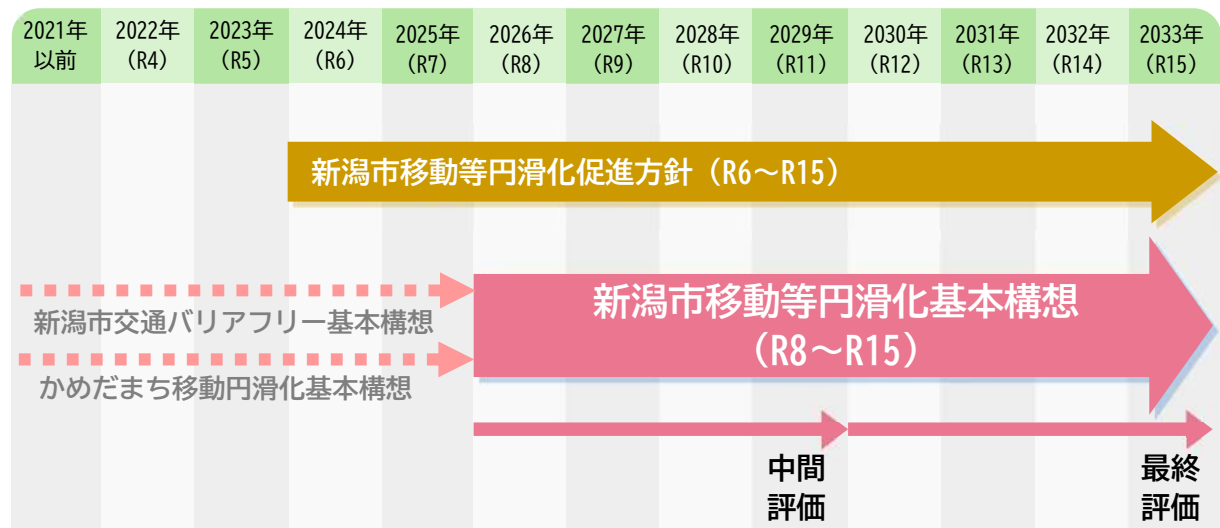 2021年
以前
2022年
（R4）
2023年
（R5）
2024年
（R6）
2025年
（R7）
2026年
（R8）
2027年
（R9）
2028年
（R10）
2029年
（R11）
2030年
（R12）
2031年
（R13）
2032年
（R14）
2033年
（R15）
新潟市移動等円滑化促進方針（R6～R15）
新潟市交通バリアフリー基本構想
かめだまち移動円滑化基本構想
新潟市移動等円滑化基本構想
（R8～R15）
中間
評価
最終
評価